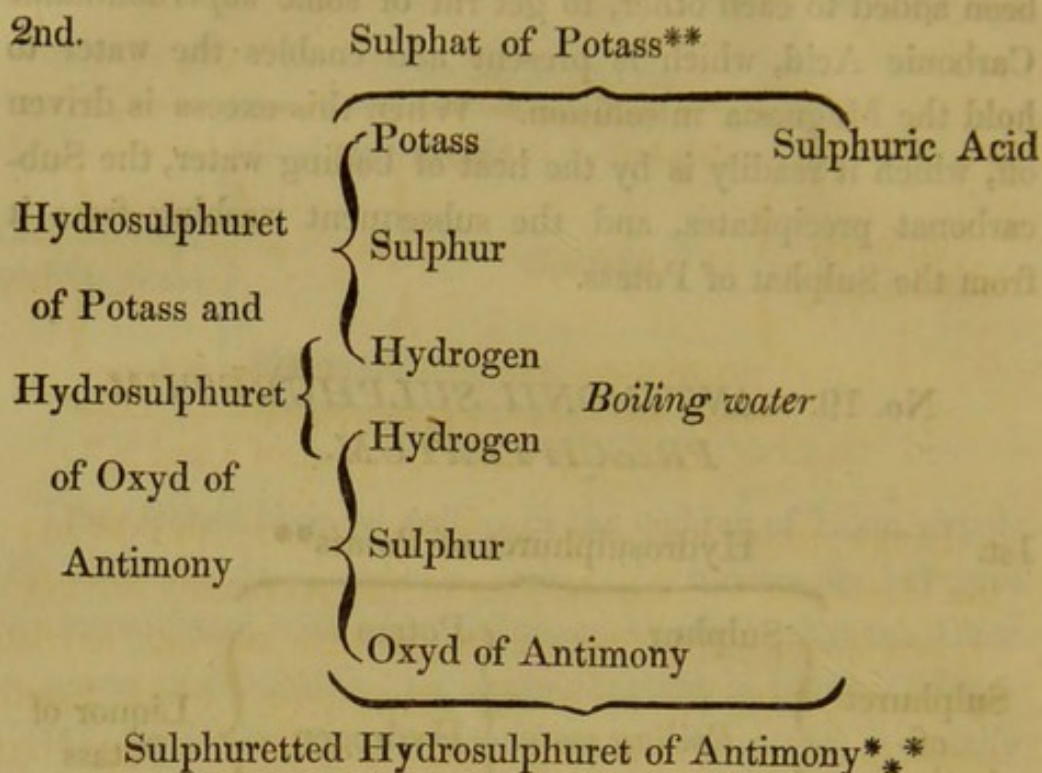 2nd.
Sulphat of Potass**
Potass
Sulphuric Acid
Hydrosulphuret
Sulphur
of Potass and
Hydrogen
Hydrosulphuret
Boiling water
Hydrogen
of Oxyd of
Sulphur
Antimony
Oxyd of Antimony
Sulphuretted Hydrosulphuret of Antimony***